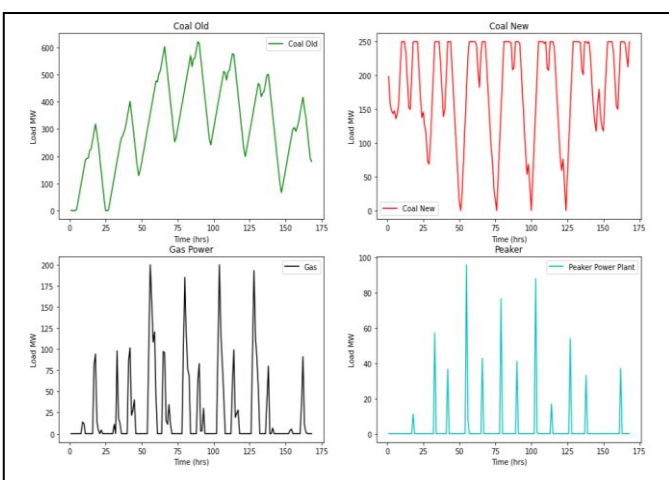 Coal Old
Coal Old
600
500
400
300
200
100
0
Load MW
0 25 50 75 100 125 150 175
Time (hrs)
Coal New
250
200
150
100
50
0
Load MW
Coal New
0 25 50 75 100 125 150 175
Time (hrs)
Gas Power
Gas
200
175
150
125
100
75
50
25
0
Load MW
0 25 50 75 100 125 150 175
Time (hrs)
Peaker
Peaker Power Plant
100
80
60
40
20
0
Load MW
0 25 50 75 100 125 150 175
Time (hrs)